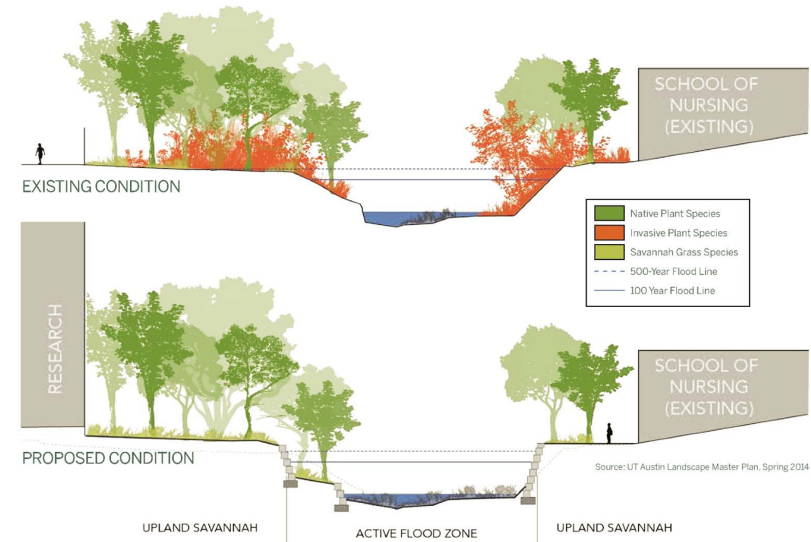 SCHOOL OF
NURSING
(EXISTING)
EXISTING CONDITION
Native Plant Species
Invasive Plant Species
Savannah Grass Species
500-Year Flood Line
100 Year Flood Line
RESEARCH
SCHOOL OF
NURSING
(EXISTING)
PROPOSED CONDITION
Source: UT Austin Landscape Master Plan, Spring 2014
UPLAND SAVANNAH
ACTIVE FLOOD ZONE
UPLAND SAVANNAH